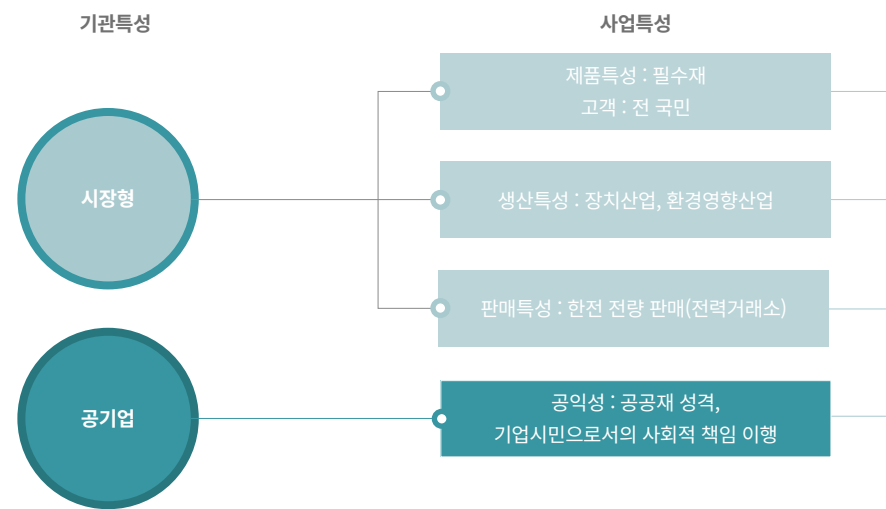 기관특성
사업특성
시장형
제품특성 : 필수재
고객 : 전 국민
생산특성 : 장치산업, 환경영향산업
판매특성 : 한전 전량 판매(전력거래소)
공기업
공익성 : 공공재 성격,
기업시민으로서의 사회적 책임 이행